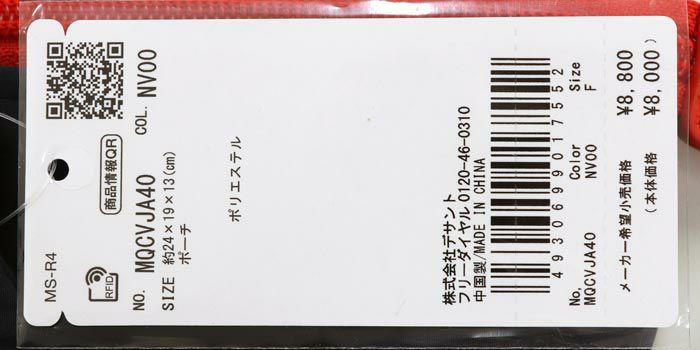 MS-R4
RFID
商品情報QR
NO. MQCVJA40 COL. NV00
SIZE 約24×19×13(cm)
ポーチ
ポリエステル
株式会社デサント
フリーダイヤル 0120-46-0310
中国製/MADE IN CHINA
4930699017552
No. Color Size
MQCVJA40 NV00 F
メーカー希望小売価格 ¥8,800
(本体価格 ¥8,000)